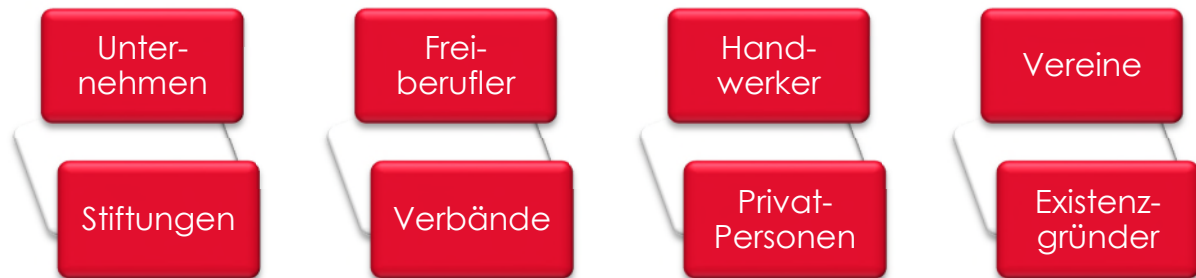 Unter-
nehmen
Frei-
berufler
Hand-
werker
Vereine
Stiftungen
Verbände
Privat-
Personen
Existenz-
gründer